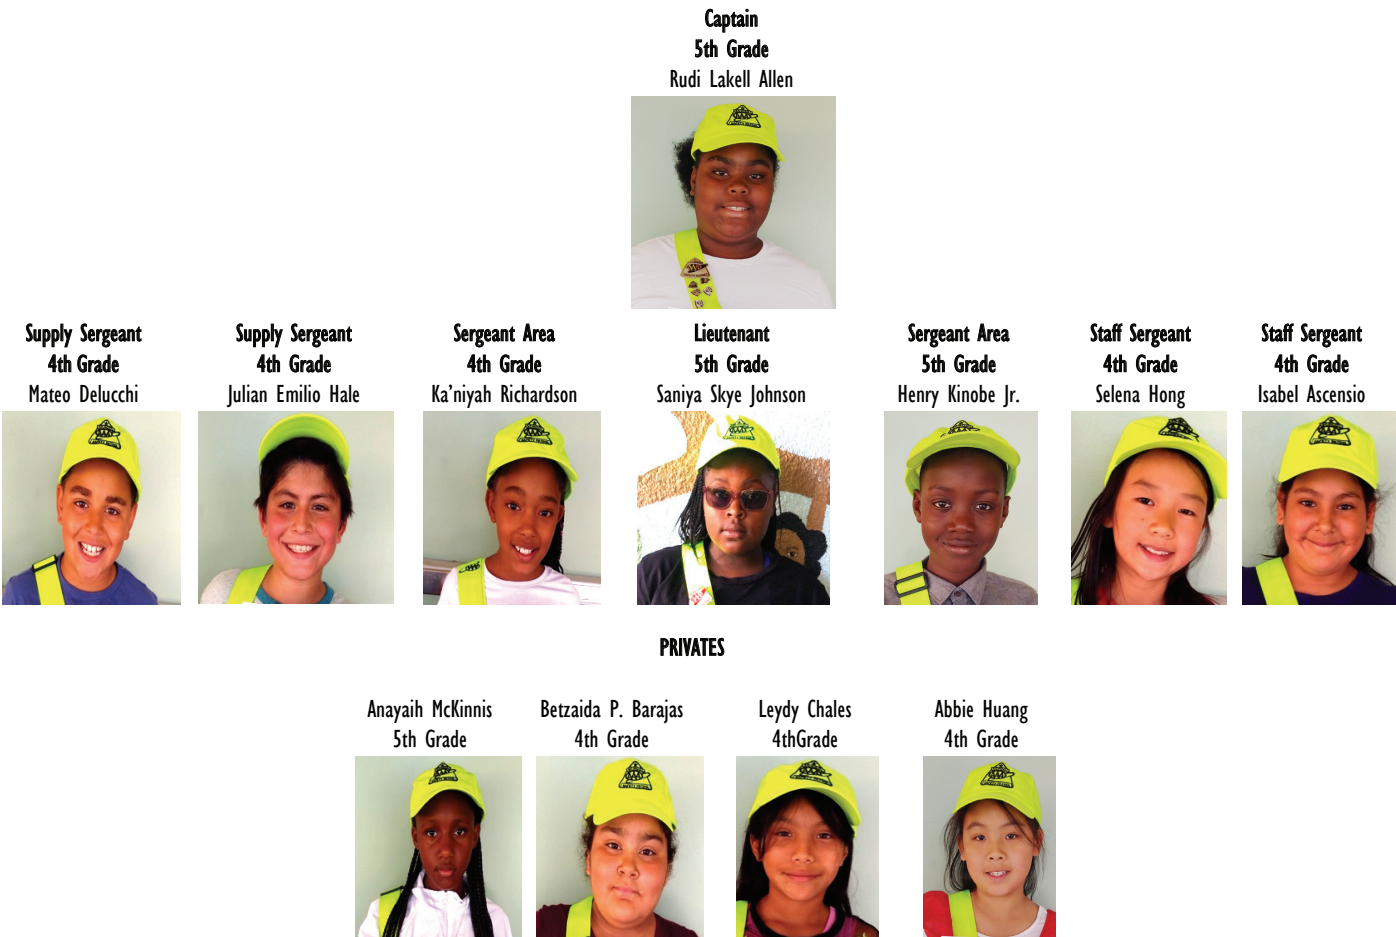 Captain
5th Grade
Rudi Lakell Allen
Supply Sergeant
4th Grade
Mateo Delucchi
Supply Sergeant
4th Grade
Julian Emilio Hale
Sergeant Area
4th Grade
Ka'niyah Richardson
Lieutenant
5th Grade
Saniya Skye Johnson
Sergeant Area
5th Grade
Henry Kinobe Jr.
Staff Sergeant
4th Grade
Selena Hong
Staff Sergeant
4th Grade
Isabel Ascensio
PRIVATES
Anayaih McKinnis
5th Grade
Betzaida P. Barajas
4th Grade
Leydy Chales
4thGrade
Abbie Huang
4th Grade